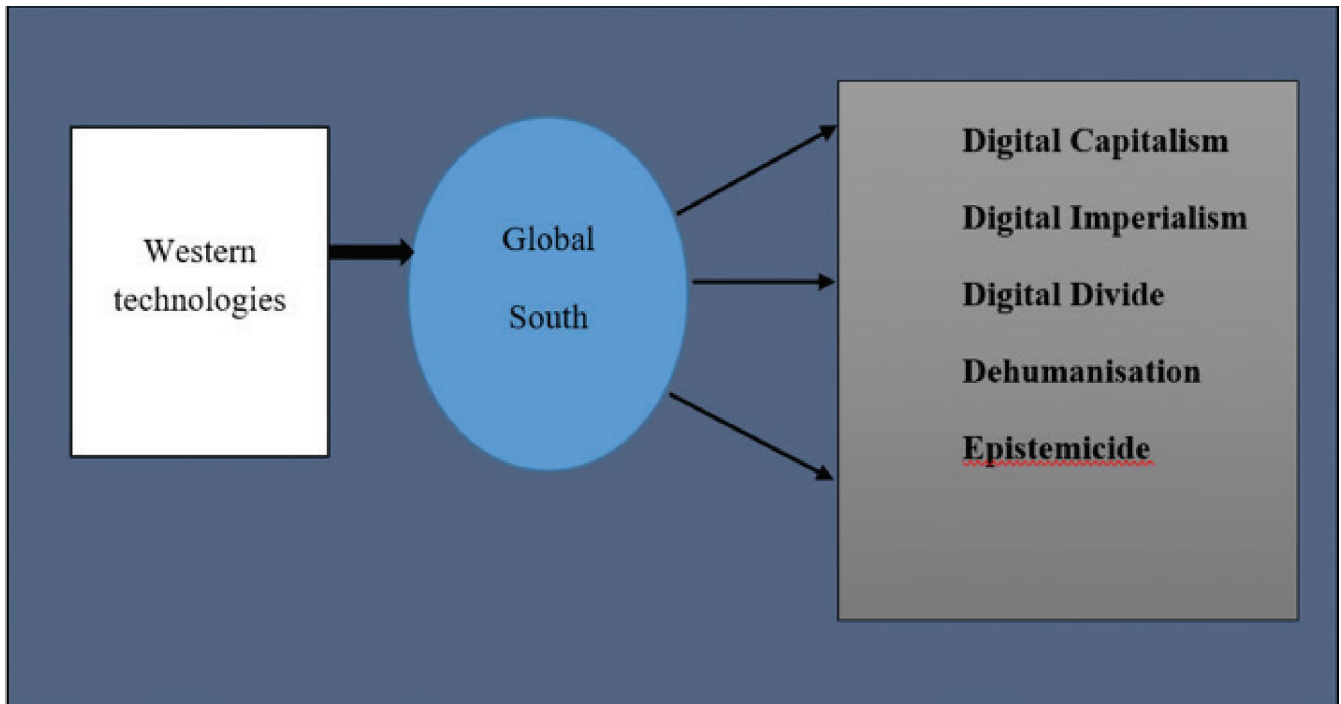 Western
technologies
Global
South
Digital Capitalism
Digital Imperialism
Digital Divide
Dehumanisation
Epistemicide